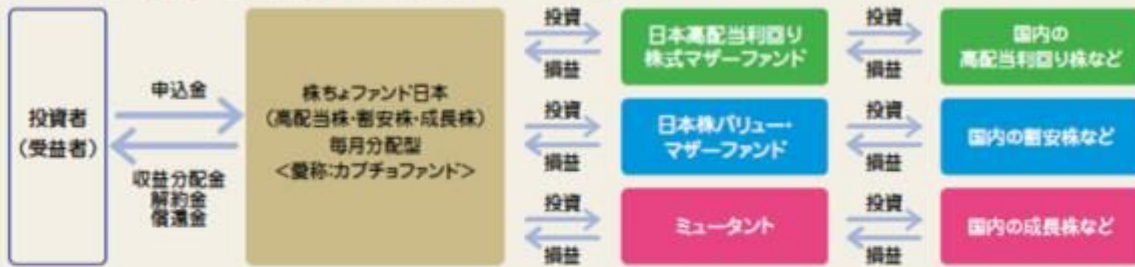 投資者
(受益者)
申込金
収益分配金
解約金
償還金
株ちょファンド日本
(高配当株・割安株・成長株)
毎月分配型
<愛称:カブチョファンド>
投資
損益
日本高配当利回り
株式マザーファンド
投資
損益
国内の
高配当利回り株など
投資
損益
日本株バリュー・
マザーファンド
投資
損益
国内の割安株など
投資
損益
ミュータント
投資
損益
国内の成長株など